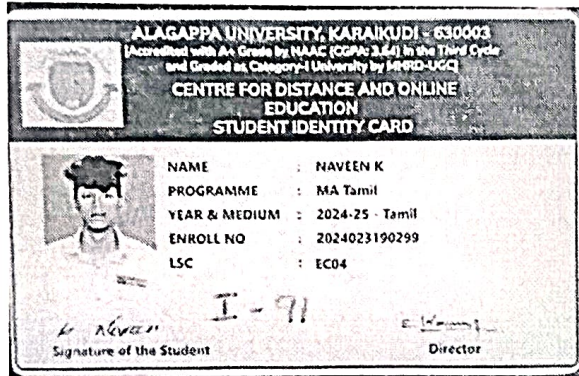 ALAGAPPA UNIVERSITY, KARAIKUDI - 630003
[Accredited with A+ Grade by NAAC (CGPA: 3.64) in the Third Cycle
and Graded as Category-I University by MHRD-UGC]
CENTRE FOR DISTANCE AND ONLINE
EDUCATION
STUDENT IDENTITY CARD
NAME : NAVEEN K
PROGRAMME : MA Tamil
YEAR & MEDIUM : 2024-25 - Tamil
ENROLL NO : 2024023190299
LSC : EC04
I - 91
Signature of the Student
Director